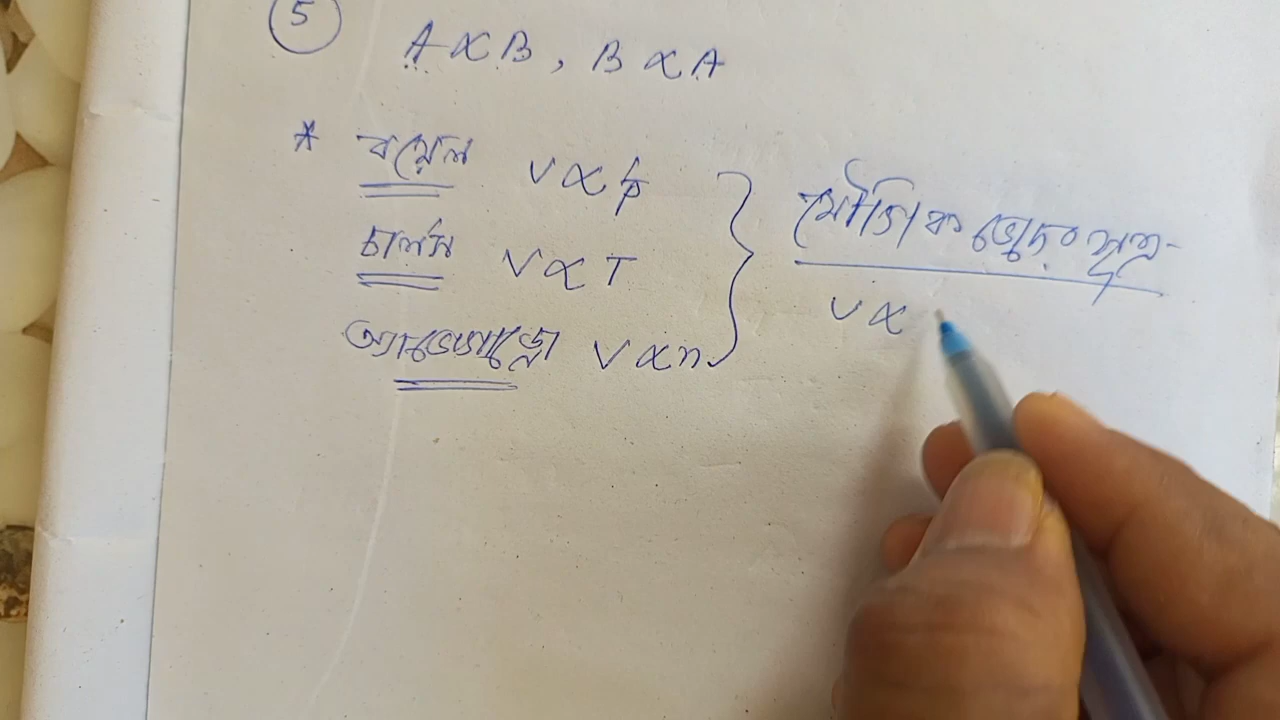 5
A ∝ B, B ∝ A
* বয়েল V ∝ 1/p
চার্লস V ∝ T
অ্যাভোগাড্রো V ∝ n
যৌগিক ভেদের সূত্র-
V ∝